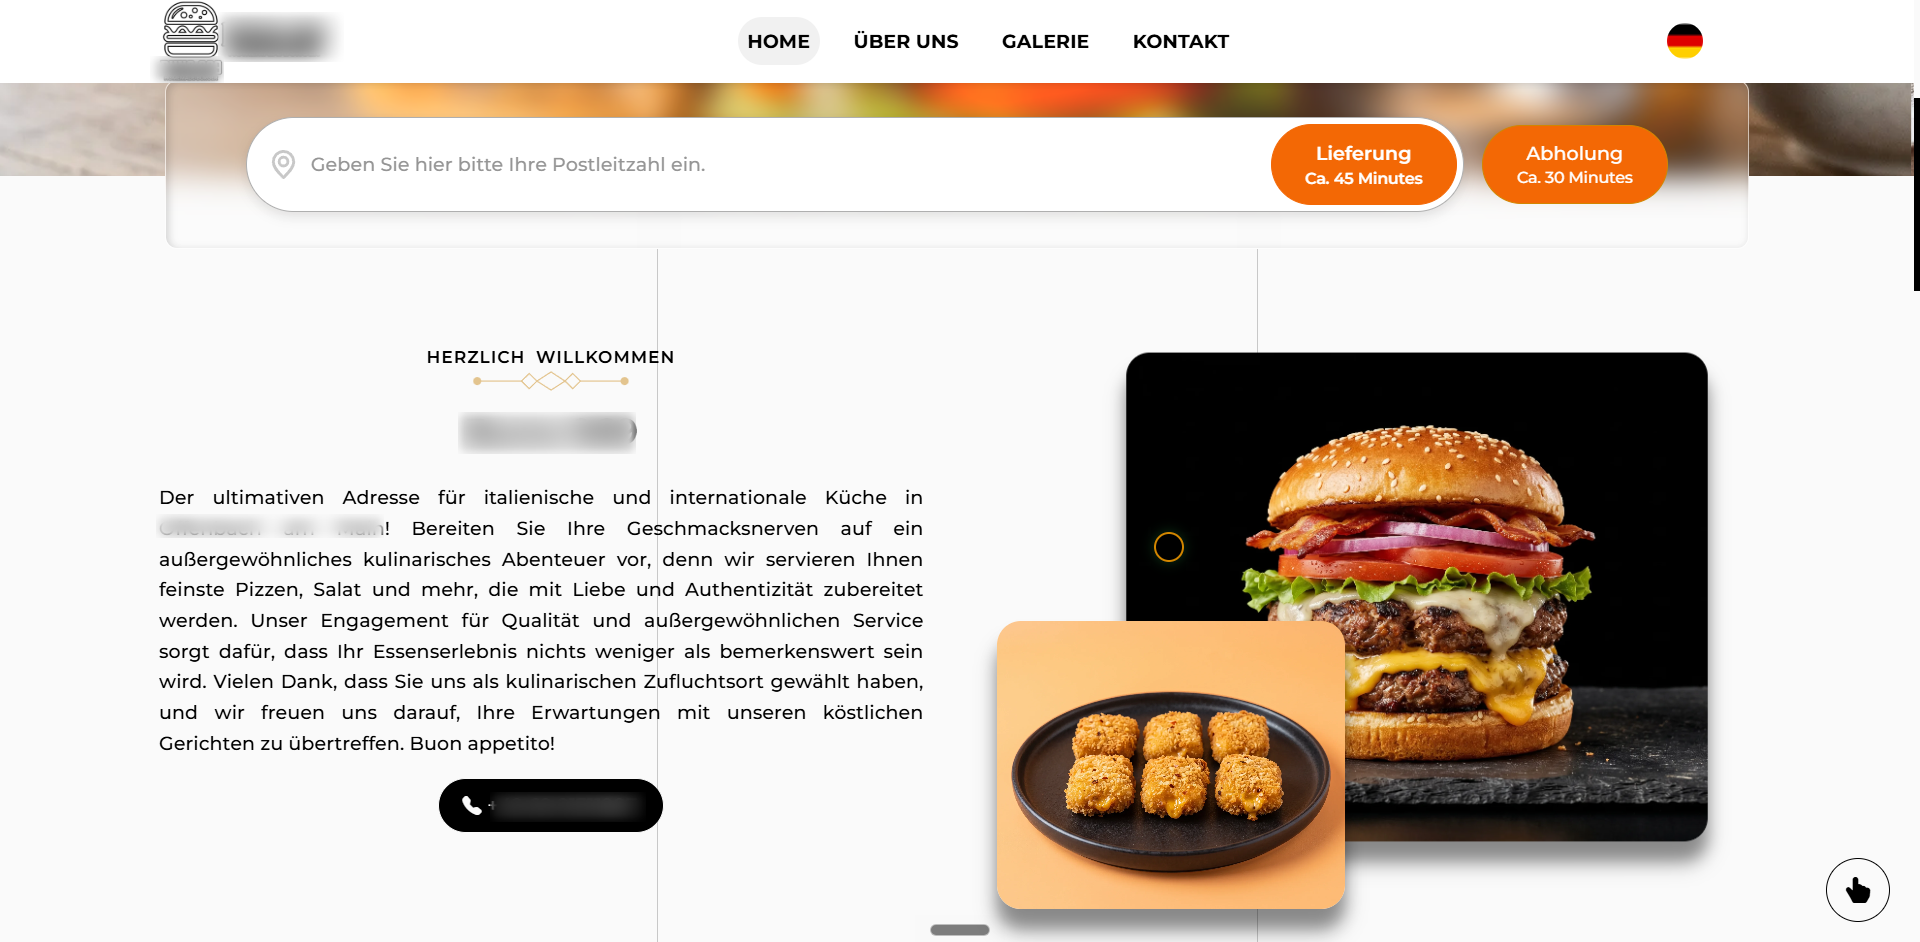 HOME
ÜBER UNS
GALERIE
KONTAKT
Geben Sie hier bitte Ihre Postleitzahl ein.
Lieferung
Ca. 45 Minutes
Abholung
Ca. 30 Minutes
HERZLICH WILLKOMMEN
Der ultimativen Adresse für italienische und internationale Küche in
! Bereiten Sie Ihre Geschmacksnerven auf ein
außergewöhnliches kulinarisches Abenteuer vor, denn wir servieren Ihnen
feinste Pizzen, Salat und mehr, die mit Liebe und Authentizität zubereitet
werden. Unser Engagement für Qualität und außergewöhnlichen Service
sorgt dafür, dass Ihr Essenserlebnis nichts weniger als bemerkenswert sein
wird. Vielen Dank, dass Sie uns als kulinarischen Zufluchtsort gewählt haben,
und wir freuen uns darauf, Ihre Erwartungen mit unseren köstlichen
Gerichten zu übertreffen. Buon appetito!